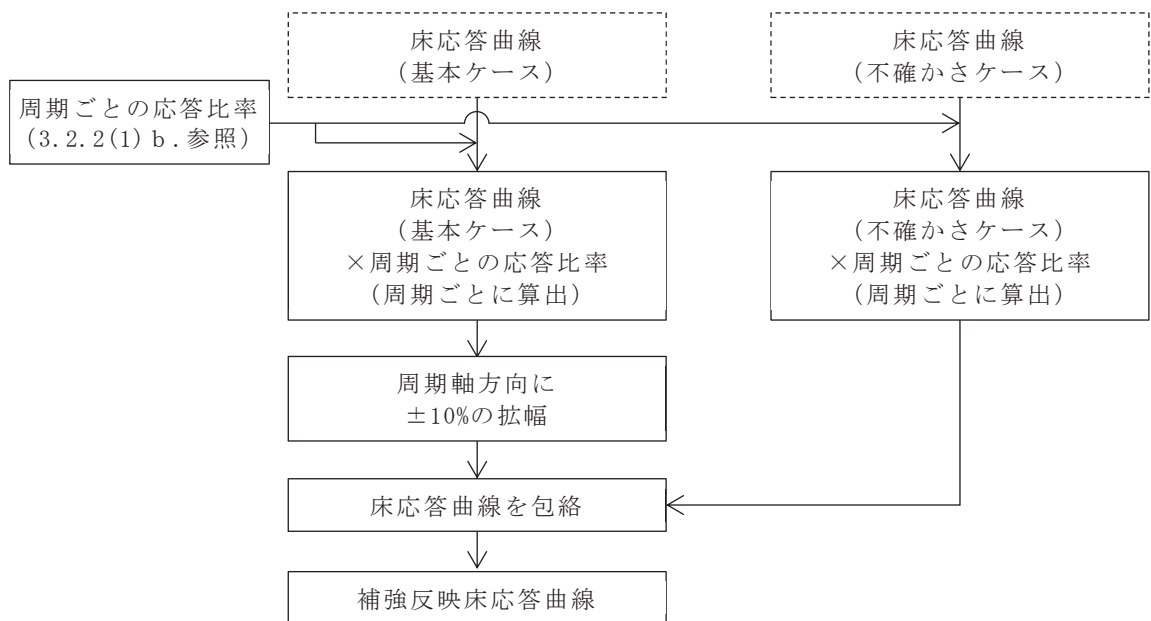 床応答曲線
(基本ケース)
床応答曲線
(不確かさケース)
周期ごとの応答比率
(3.2.2(1)ｂ.参照)
床応答曲線
(基本ケース)
×周期ごとの応答比率
(周期ごとに算出)
床応答曲線
(不確かさケース)
×周期ごとの応答比率
(周期ごとに算出)
周期軸方向に
±10%の拡幅
床応答曲線を包絡
補強反映床応答曲線